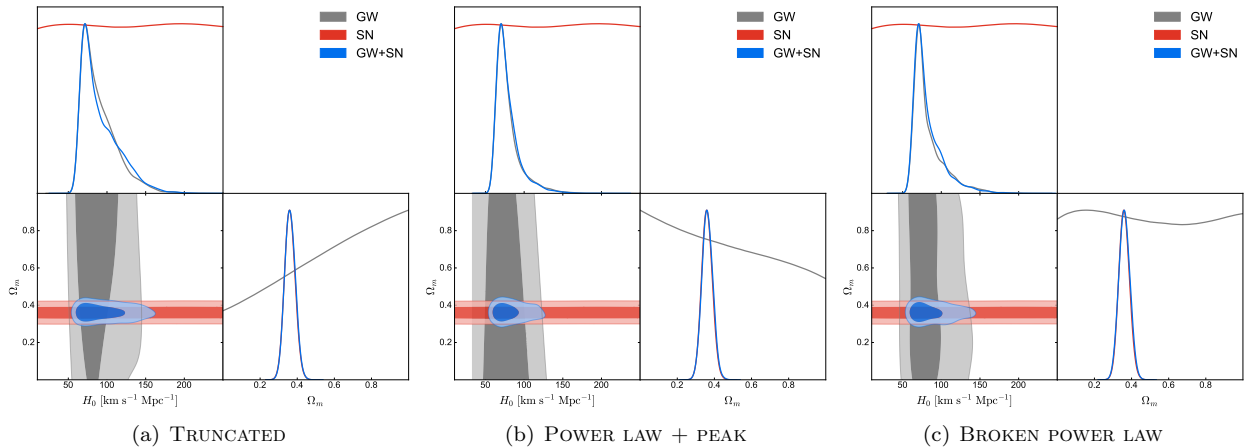 GW
SN
GW+SN
0.8
0.6
0.4
0.2
Ω_m
50 100 150 200
H_0 [km s^{-1} Mpc^{-1}]
0.2 0.4 0.6 0.8
Ω_m
(a) TRUNCATED
GW
SN
GW+SN
0.8
0.6
0.4
0.2
Ω_m
50 100 150 200
H_0 [km s^{-1} Mpc^{-1}]
0.2 0.4 0.6 0.8
Ω_m
(b) POWER LAW + PEAK
GW
SN
GW+SN
0.8
0.6
0.4
0.2
Ω_m
50 100 150 200
H_0 [km s^{-1} Mpc^{-1}]
0.2 0.4 0.6 0.8
Ω_m
(c) BROKEN POWER LAW